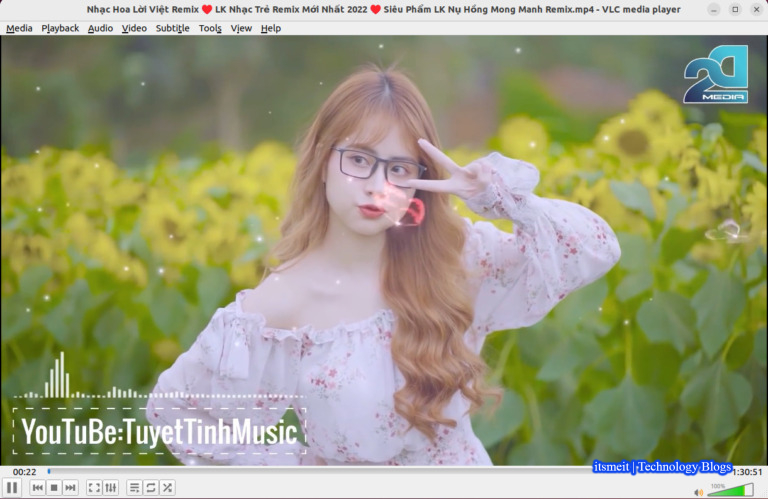 Nhạc Hoa Lời Việt Remix ❤ LK Nhạc Trẻ Remix Mới Nhất 2022 ❤ Siêu Phẩm LK Nụ Hồng Mong Manh Remix.mp4 - VLC media player
Media Playback Audio Video Subtitle Tools View Help
2D
MEDIA
YouTuBe:TuyetTinhMusic
00:22 1:30:51
itsmeit | Technology Blogs
100%